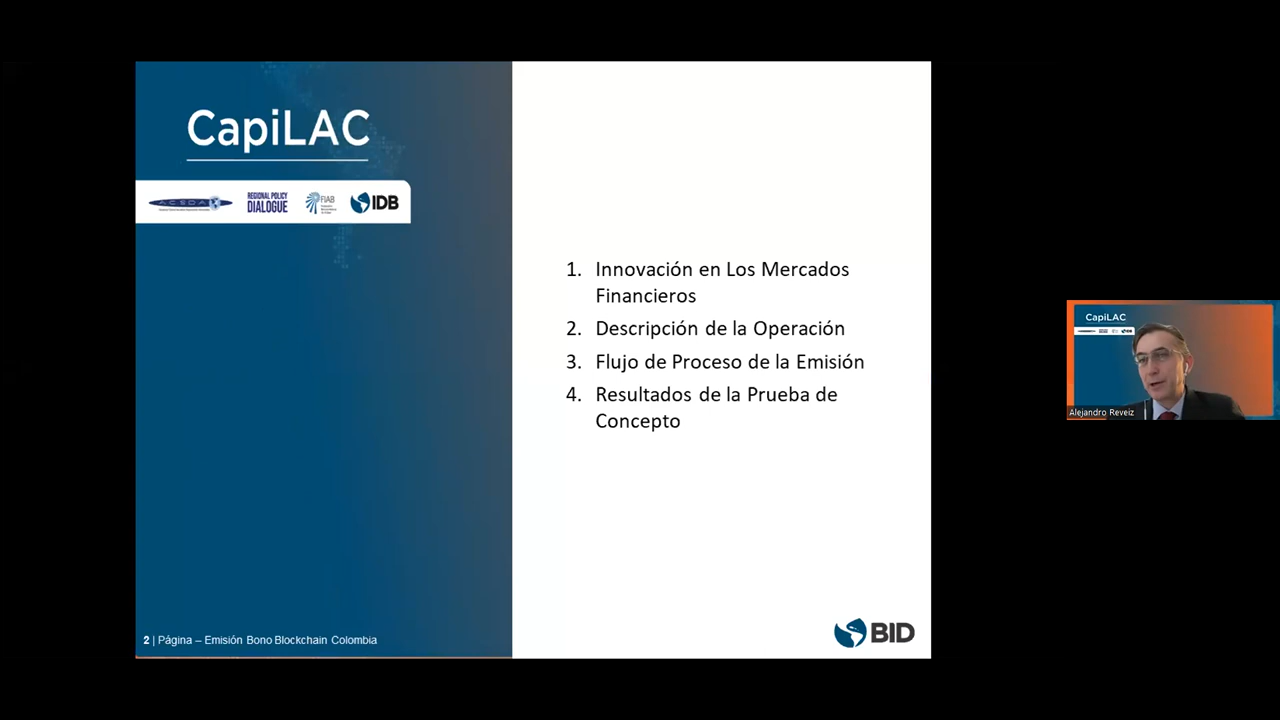 CapiLAC
ACSDA
REGIONAL POLICY
DIALOGUE
FIAB
IDB
1. Innovación en Los Mercados
Financieros
2. Descripción de la Operación
3. Flujo de Proceso de la Emisión
4. Resultados de la Prueba de
Concepto
2 | Página – Emisión Bono Blockchain Colombia
BID
CapiLAC
Alejandro Reveiz